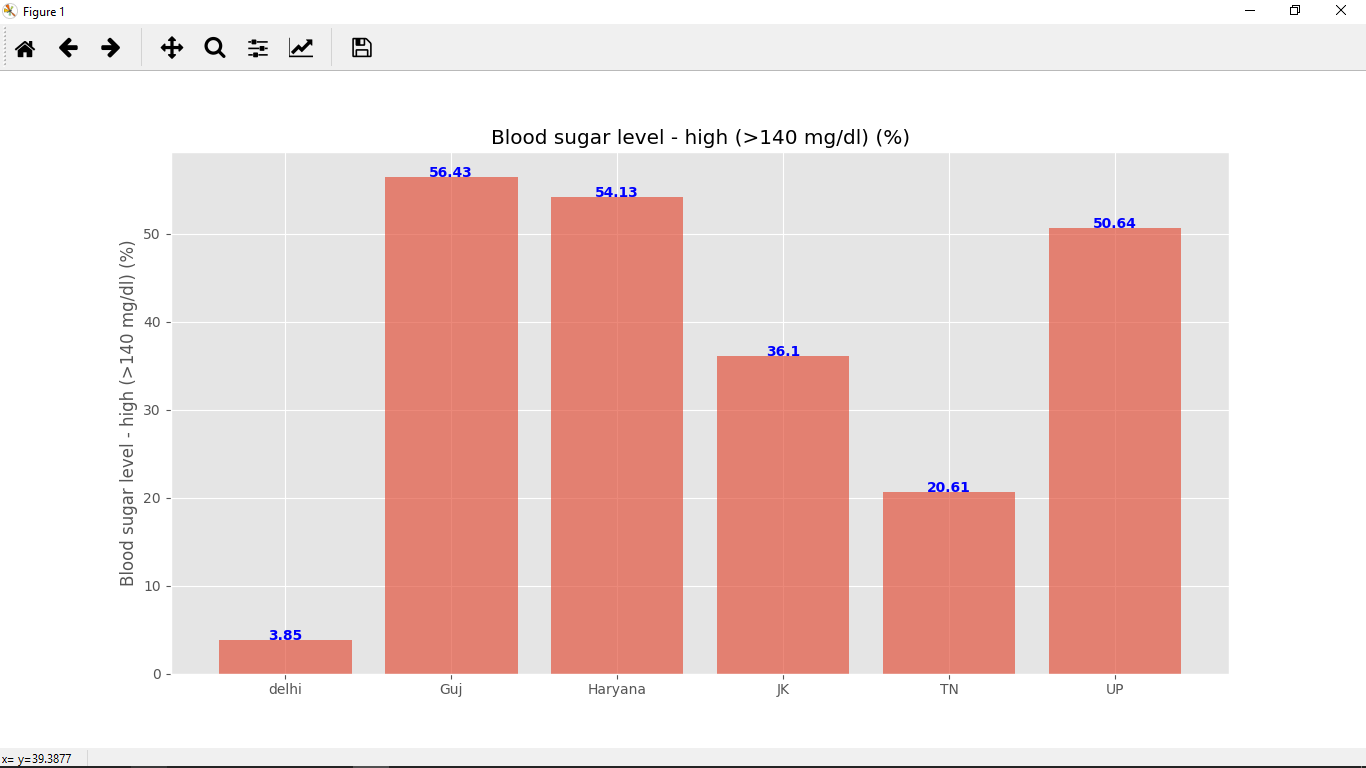 Figure 1
Blood sugar level - high (>140 mg/dl) (%)
Blood sugar level - high (>140 mg/dl) (%)
50
40
30
20
10
0
3.85
56.43
54.13
36.1
20.61
50.64
delhi
Guj
Haryana
JK
TN
UP
x= y=39.3877